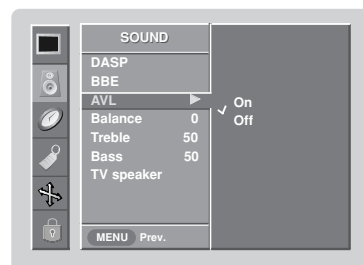 SOUND
DASP
BBE
AVL
Balance 0
Treble 50
Bass 50
TV speaker
On
Off
MENU Prev.